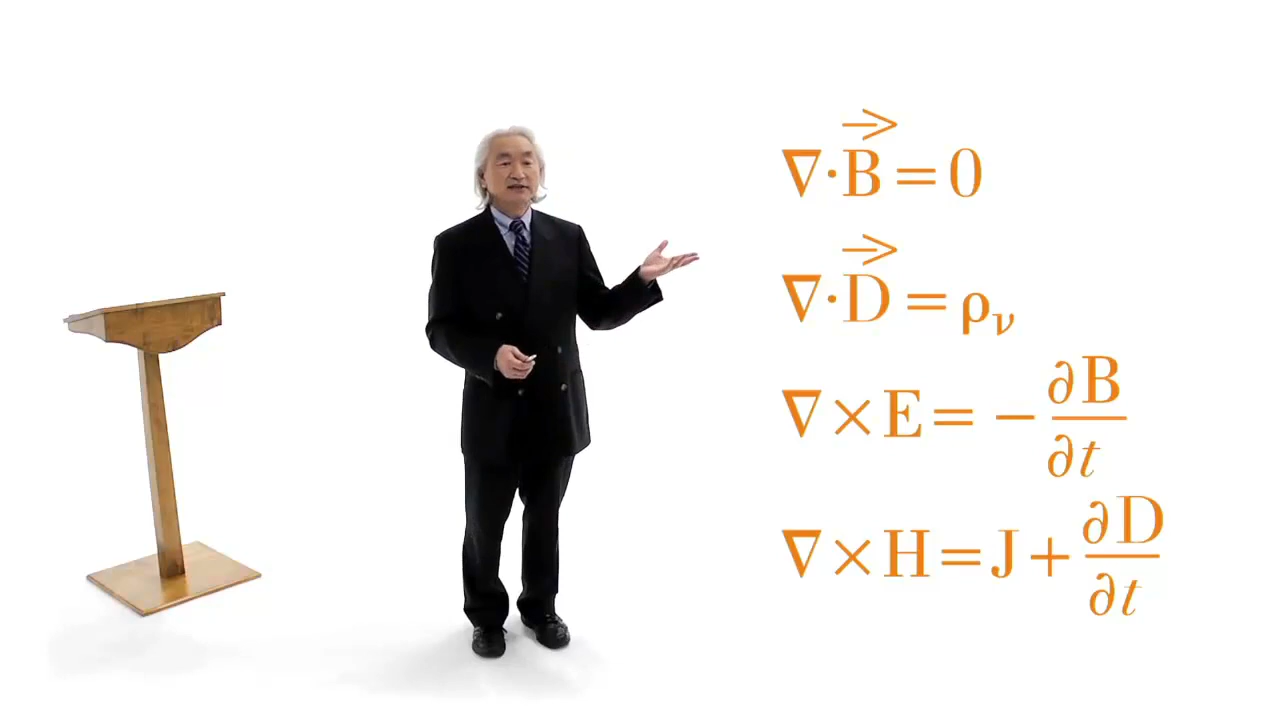 ∇·B⃗ = 0
∇·D⃗ = ρᵥ
∇×E = −∂B/∂t
∇×H = J + ∂D/∂t